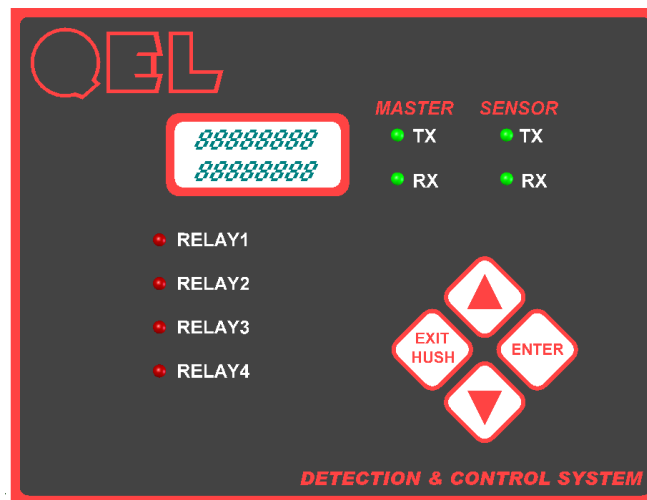 QEL
MASTER SENSOR
88888888
TX TX
88888888
RX RX
RELAY1
RELAY2
RELAY3
RELAY4
EXIT
HUSH
ENTER
DETECTION & CONTROL SYSTEM